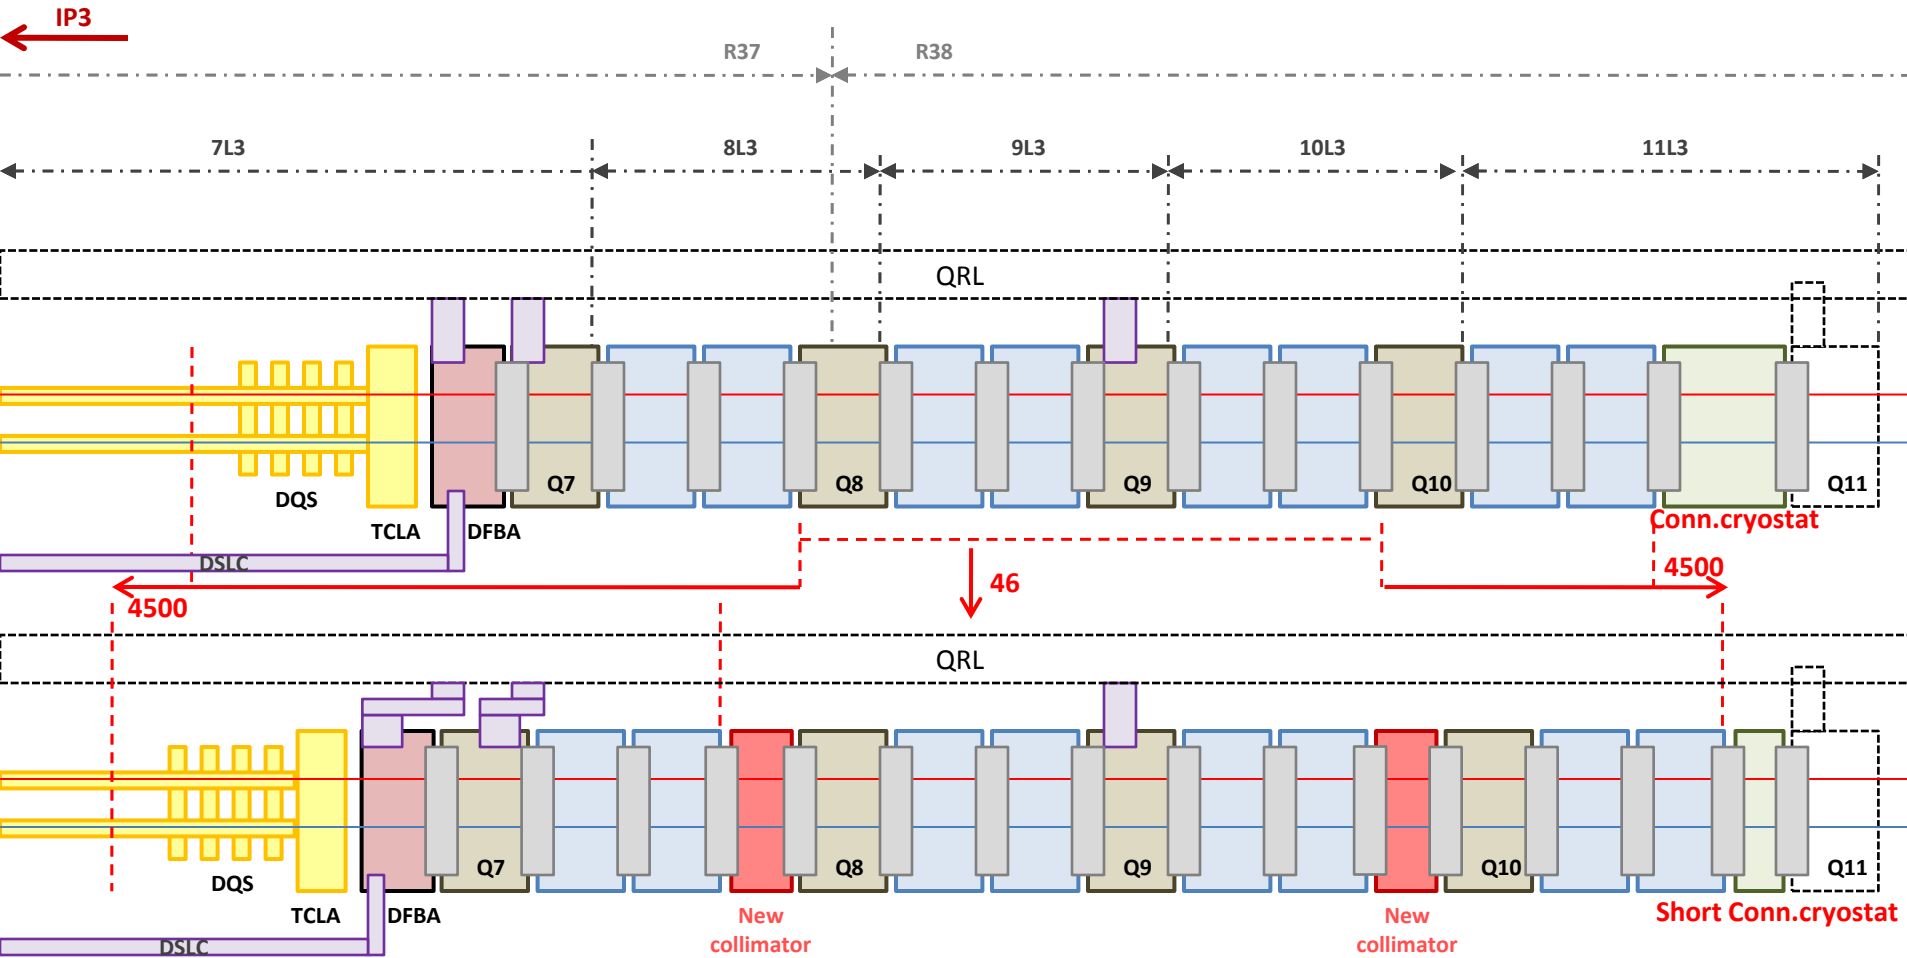 IP3
R37
R38
7L3
8L3
9L3
10L3
11L3
QRL
Q7
Q8
Q9
Q10
Q11
DQS
TCLA
DFBA
Conn.cryostat
DSLC
4500
46
4500
QRL
Q7
Q8
Q9
Q10
Q11
DQS
TCLA
DFBA
New
collimator
New
collimator
Short Conn.cryostat
DSLC